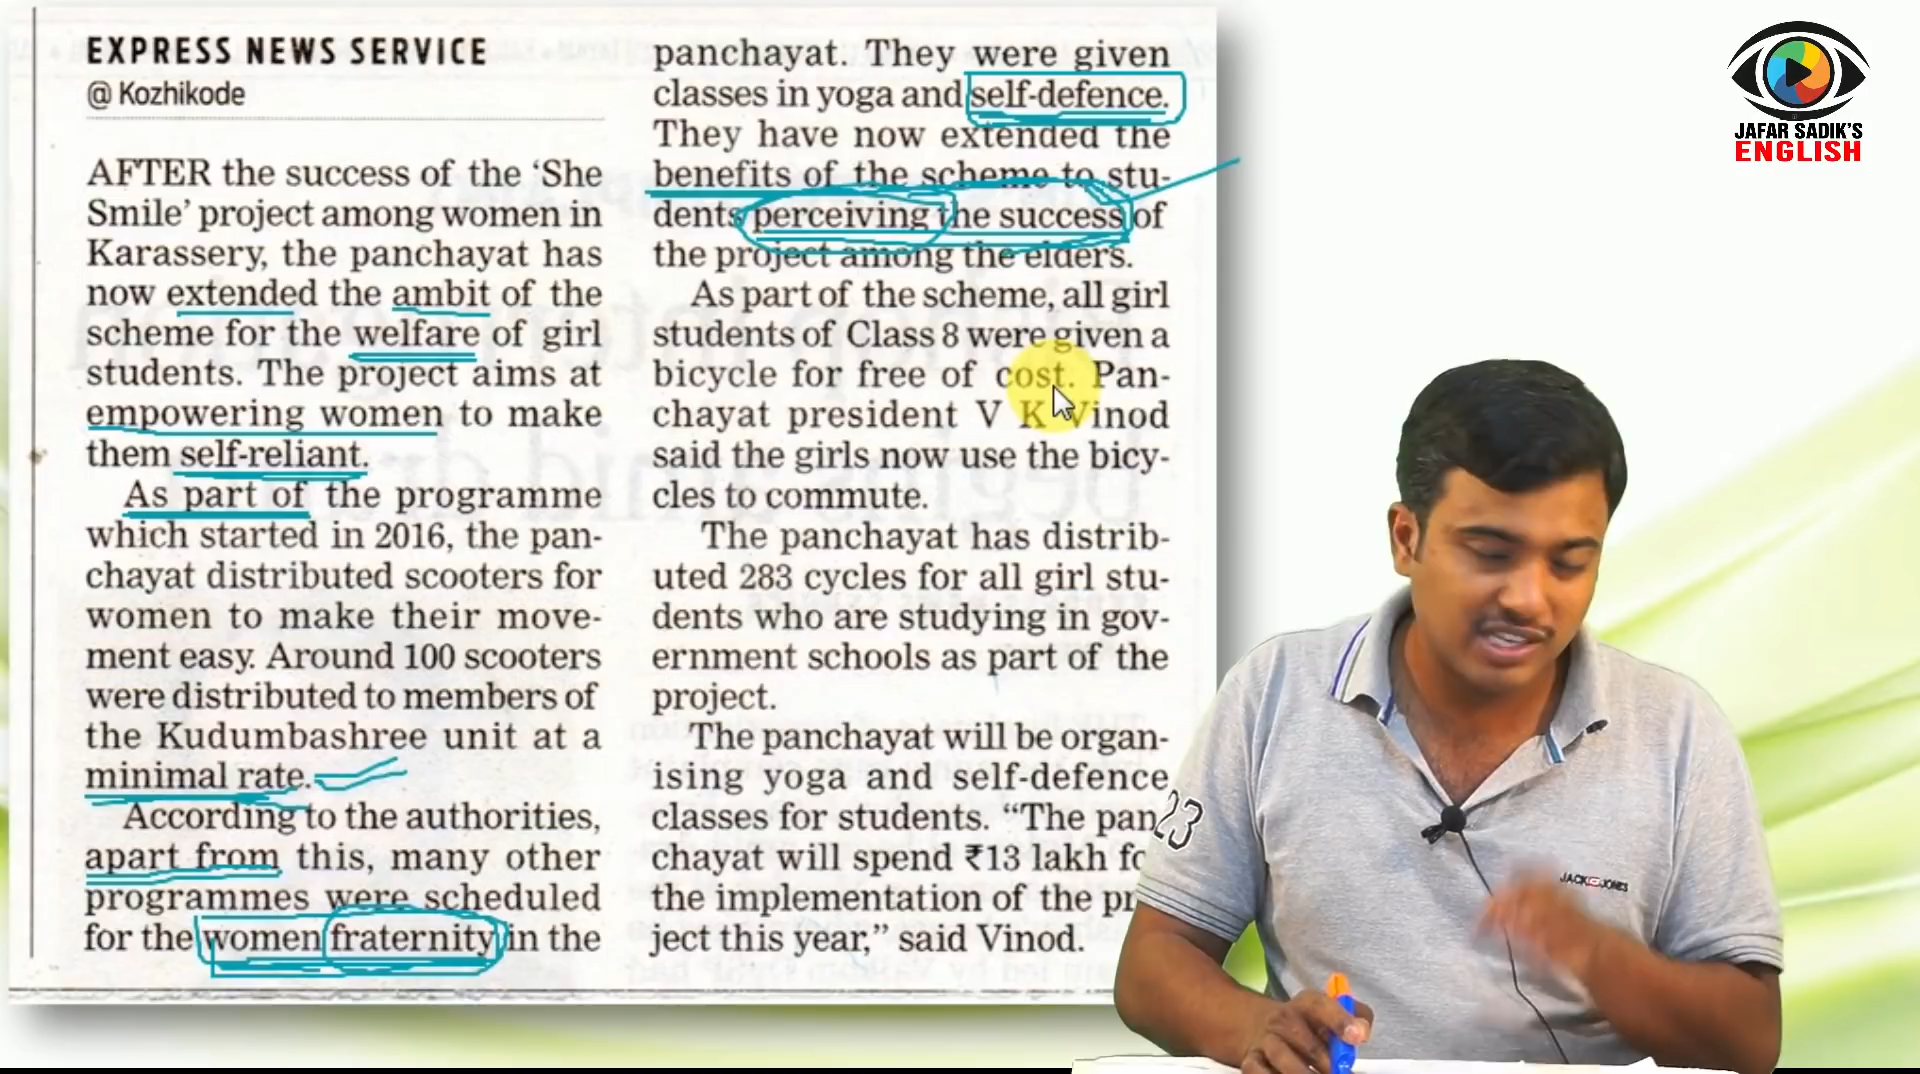 EXPRESS NEWS SERVICE
@ Kozhikode
AFTER the success of the ‘She
Smile’ project among women in
Karassery, the panchayat has
now extended the ambit of the
scheme for the welfare of girl
students. The project aims at
empowering women to make
them self-reliant.
As part of the programme
which started in 2016, the pan-
chayat distributed scooters for
women to make their move-
ment easy. Around 100 scooters
were distributed to members of
the Kudumbashree unit at a
minimal rate.
According to the authorities,
apart from this, many other
programmes were scheduled
for the women fraternity in the
panchayat. They were given
classes in yoga and self-defence.
They have now extended the
benefits of the scheme to stu-
dents perceiving the success of
the project among the elders.
As part of the scheme, all girl
students of Class 8 were given a
bicycle for free of cost. Pan-
chayat president V K Vinod
said the girls now use the bicy-
cles to commute.
The panchayat has distrib-
uted 283 cycles for all girl stu-
dents who are studying in gov-
ernment schools as part of the
project.
The panchayat will be organ-
ising yoga and self-defence
classes for students. “The pan
chayat will spend ₹13 lakh fo
the implementation of the pr
ject this year,” said Vinod.
JAFAR SADIK'S
ENGLISH
23
JACK JONES